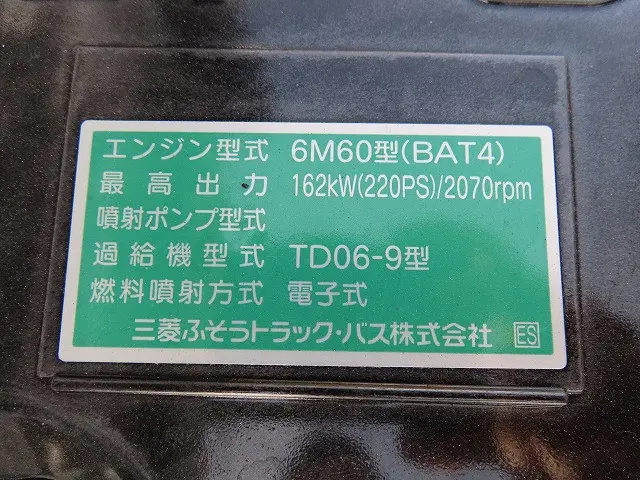 エンジン型式 6M60型(BAT4)
最高出力 162kW(220PS)/2070rpm
噴射ポンプ型式
過給機型式 TD06-9型
燃料噴射方式 電子式
三菱ふそうトラック・バス株式会社 ES